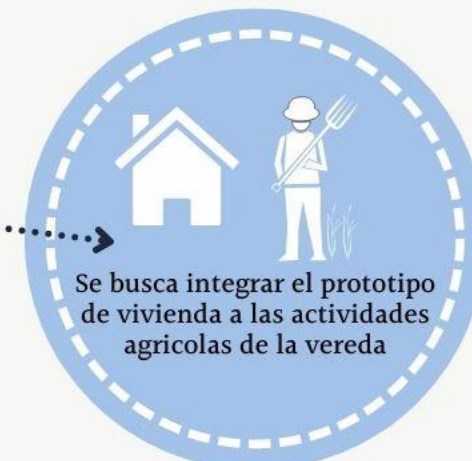 Se busca integrar el prototipo
de vivienda a las actividades
agricolas de la vereda